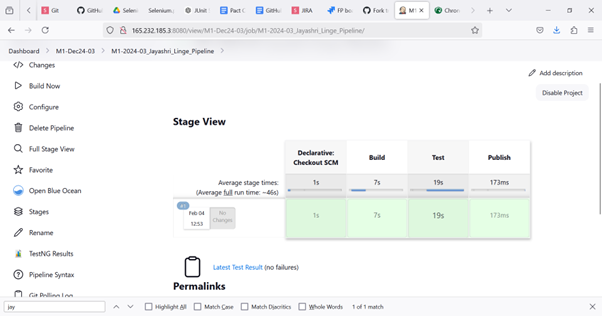 Git
GitHub
Selen
Selenium
JUnit
Pact C
GitHub
JIRA
FP bo
Fork t
M1
Chro
165.232.185.3:8080/view/M1-Dec24-03/job/M1-2024-03_Jayashri_Linge_Pipeline/
Dashboard > M1-Dec24-03 > M1-2024-03_Jayashri_Linge_Pipeline >
Changes
Build Now
Configure
Delete Pipeline
Full Stage View
Favorite
Open Blue Ocean
Stages
Rename
TestNG Results
Pipeline Syntax
Git Polling Log
Add description
Disable Project
Stage View
Declarative: Checkout SCM
Build
Test
Publish
Average stage times:
(Average full run time: ~46s)
1s
7s
19s
173ms
#1
Feb 04
12:53
No
Changes
1s
7s
19s
173ms
Latest Test Result (no failures)
Permalinks
jay
Highlight All
Match Case
Match Diacritics
Whole Words
1 of 1 match